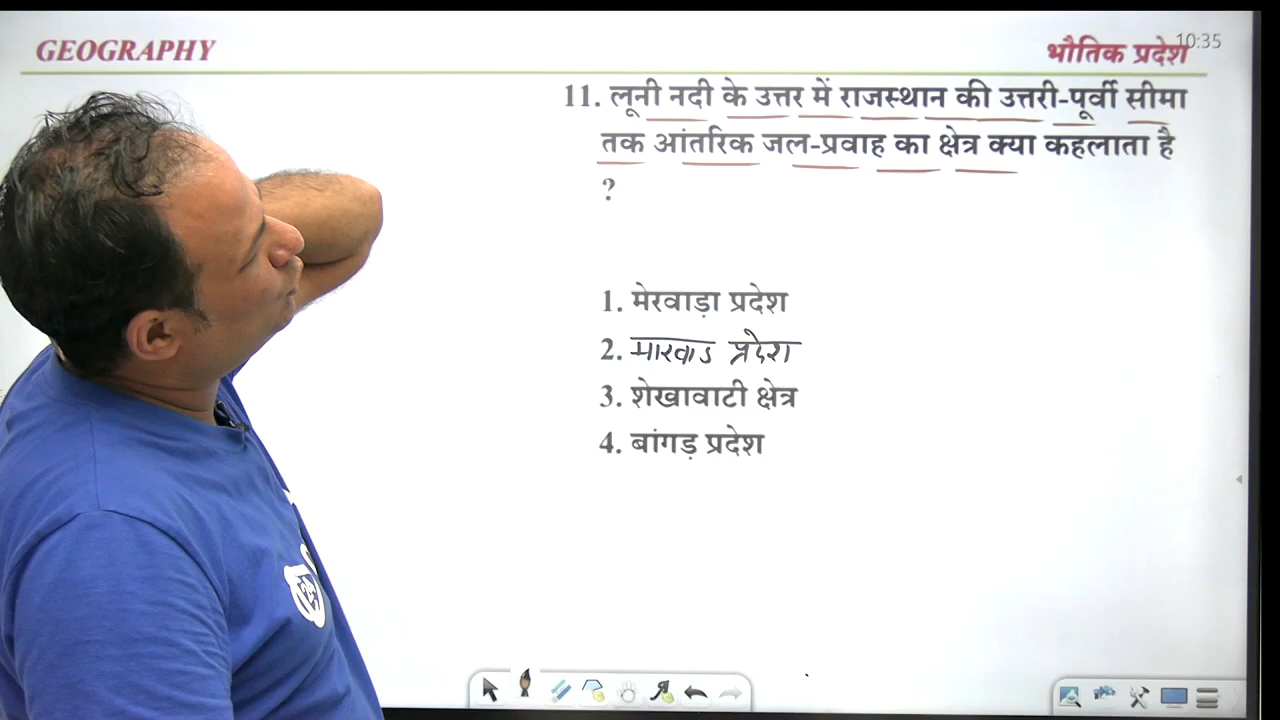 GEOGRAPHY
भौतिक प्रदेश
10:35
11. लूनी नदी के उत्तर में राजस्थान की उत्तरी-पूर्वी सीमा
तक आंतरिक जल-प्रवाह का क्षेत्र क्या कहलाता है
?
1. मेरवाड़ा प्रदेश
2. मारवाड प्रदेश
3. शेखावाटी क्षेत्र
4. बांगड़ प्रदेश